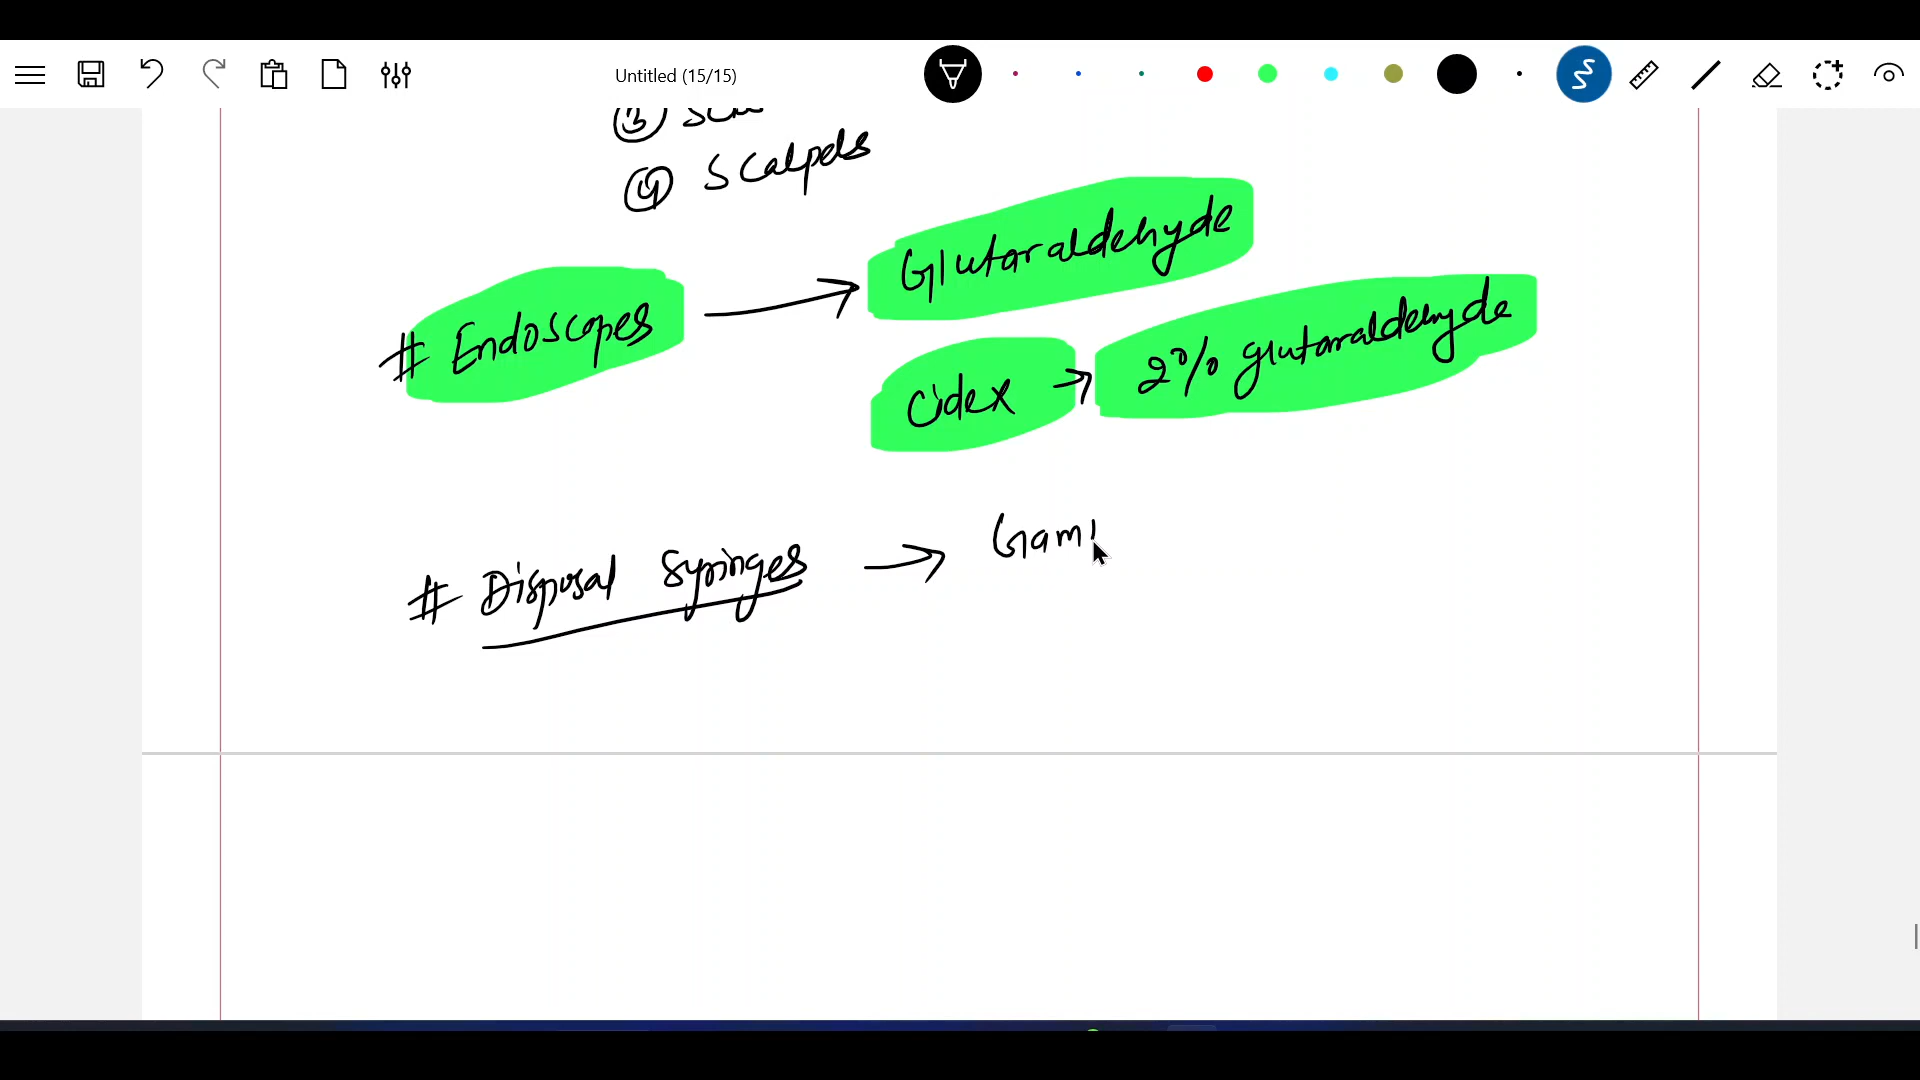 Untitled (15/15)
④ Scalpels
# Endoscopes → Glutaraldehyde
Cidex → 2% glutaraldehyde
# Disposal Syringes → Gam